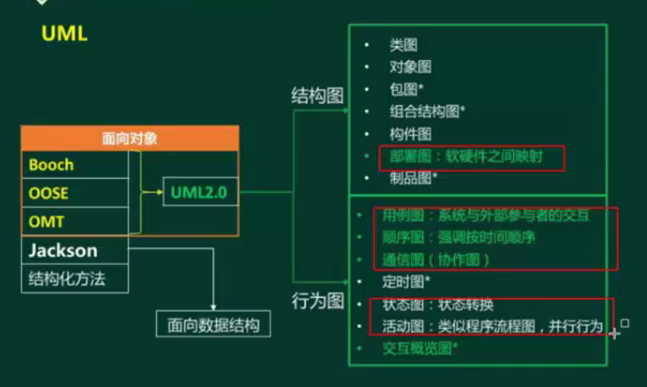 UML
结构图
• 类图
• 对象图
• 包图*
• 组合结构图*
• 构件图
• 部署图：软硬件之间映射
• 制品图*
面向对象
Booch
OOSE
OMT
UML2.0
Jackson
结构化方法
面向数据结构
行为图
• 用例图：系统与外部参与者的交互
• 顺序图：强调按时间顺序
• 通信图（协作图）
• 定时图*
• 状态图：状态转换
• 活动图：类似程序流程图，并行行为
• 交互概览图*